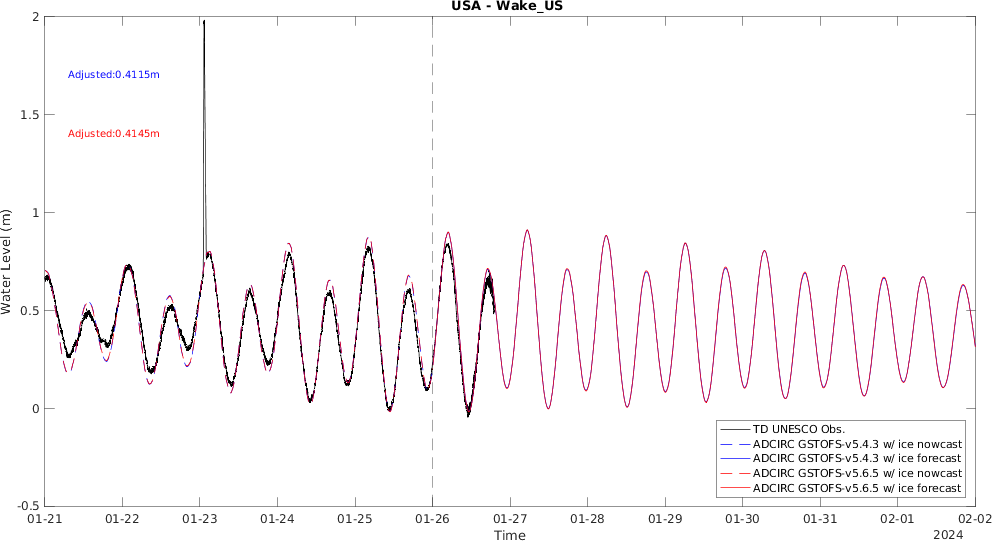 USA - Wake_US
2
1.5
1
0.5
0
-0.5
Water Level (m)
Adjusted:0.4115m
Adjusted:0.4145m
TD UNESCO Obs.
ADCIRC GSTOFS-v5.4.3 w/ ice nowcast
ADCIRC GSTOFS-v5.4.3 w/ ice forecast
ADCIRC GSTOFS-v5.6.5 w/ ice nowcast
ADCIRC GSTOFS-v5.6.5 w/ ice forecast
01-21 01-22 01-23 01-24 01-25 01-26 01-27 01-28 01-29 01-30 01-31 02-01 02-02
Time
2024